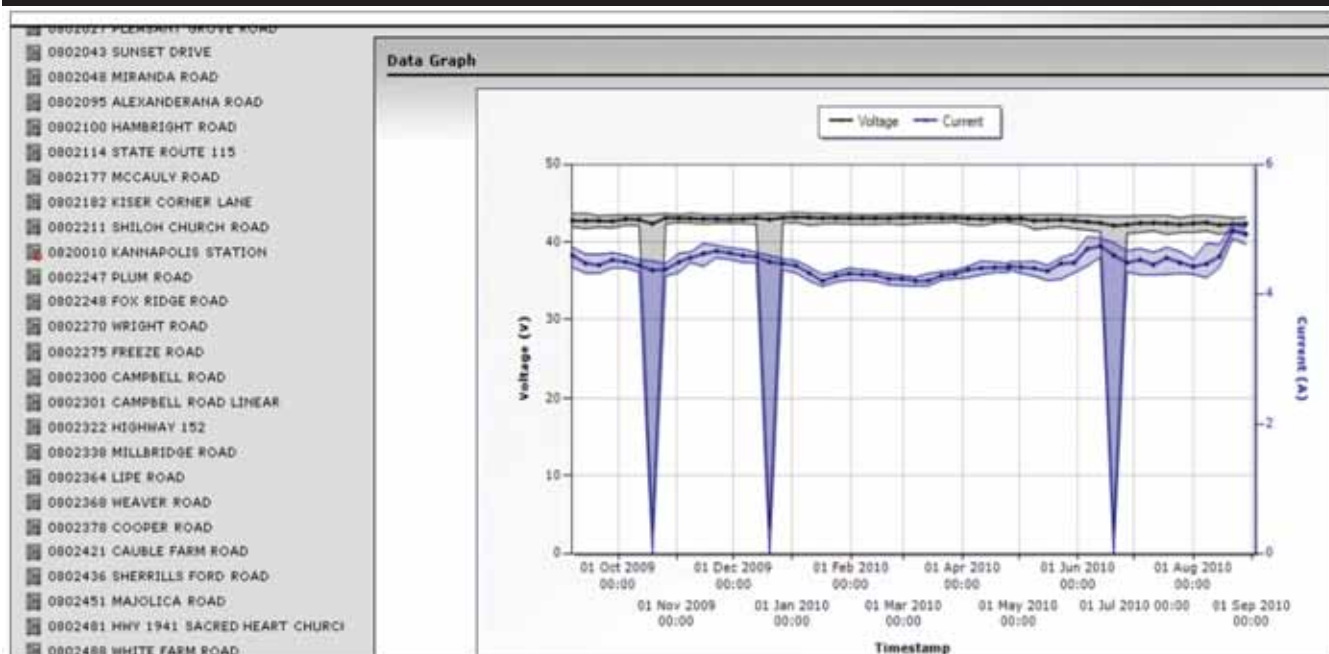 0802027 PLEASANT GROVE ROAD
0802043 SUNSET DRIVE
0802048 MIRANDA ROAD
0802095 ALEXANDERANA ROAD
0802100 HAMBRIGHT ROAD
0802114 STATE ROUTE 115
0802177 MCCAULY ROAD
0802182 KISER CORNER LANE
0802211 SHILOH CHURCH ROAD
0820010 KANNAPOLIS STATION
0802247 PLUM ROAD
0802248 FOX RIDGE ROAD
0802270 WRIGHT ROAD
0802275 FREEZE ROAD
0802300 CAMPBELL ROAD
0802301 CAMPBELL ROAD LINEAR
0802322 HIGHWAY 152
0802338 MILLBRIDGE ROAD
0802364 LIPE ROAD
0802368 WEAVER ROAD
0802378 COOPER ROAD
0802421 CAUBLE FARM ROAD
0802436 SHERRILLS FORD ROAD
0802451 MAJOLICA ROAD
0802481 HWY 1941 SACRED HEART CHURC
0802488 WHITE FARM ROAD
Data Graph
Voltage Current
50
40
30
20
10
0
Voltage (V)
6
4
2
0
Current (A)
01 Oct 2009 01 Dec 2009 01 Feb 2010 01 Apr 2010 01 Jun 2010 01 Aug 2010
00:00 00:00 00:00 00:00 00:00 00:00
01 Nov 2009 01 Jan 2010 01 Mar 2010 01 May 2010 01 Jul 2010 00:00 01 Sep 2010
00:00 00:00 00:00 00:00 00:00
Timestamp